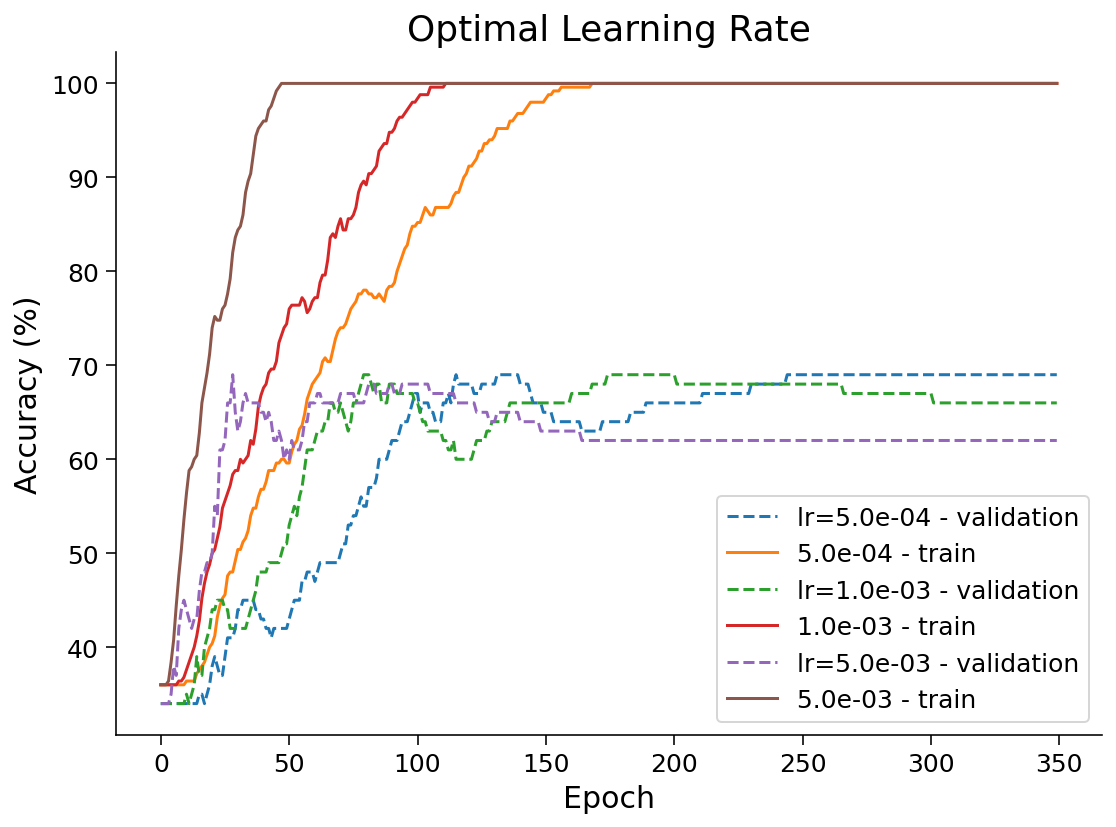 Optimal Learning Rate
Accuracy (%)
100
90
80
70
60
50
40
lr=5.0e-04 - validation
5.0e-04 - train
lr=1.0e-03 - validation
1.0e-03 - train
lr=5.0e-03 - validation
5.0e-03 - train
0 50 100 150 200 250 300 350
Epoch